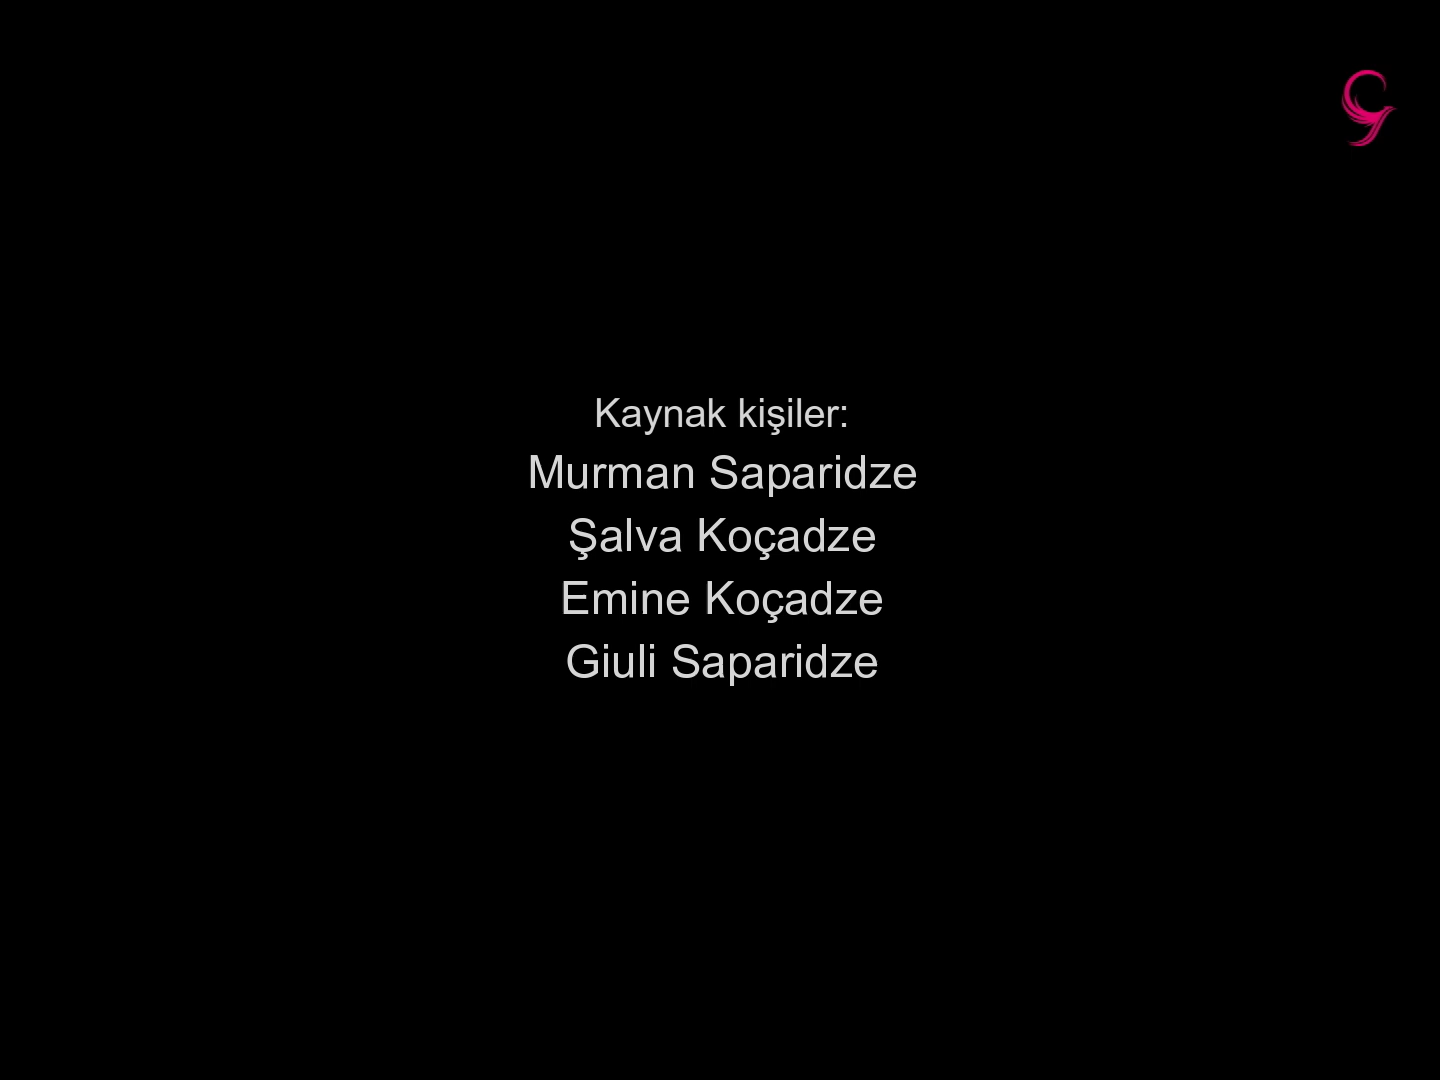 Kaynak kişiler:
Murman Saparidze
Şalva Koçadze
Emine Koçadze
Giuli Saparidze